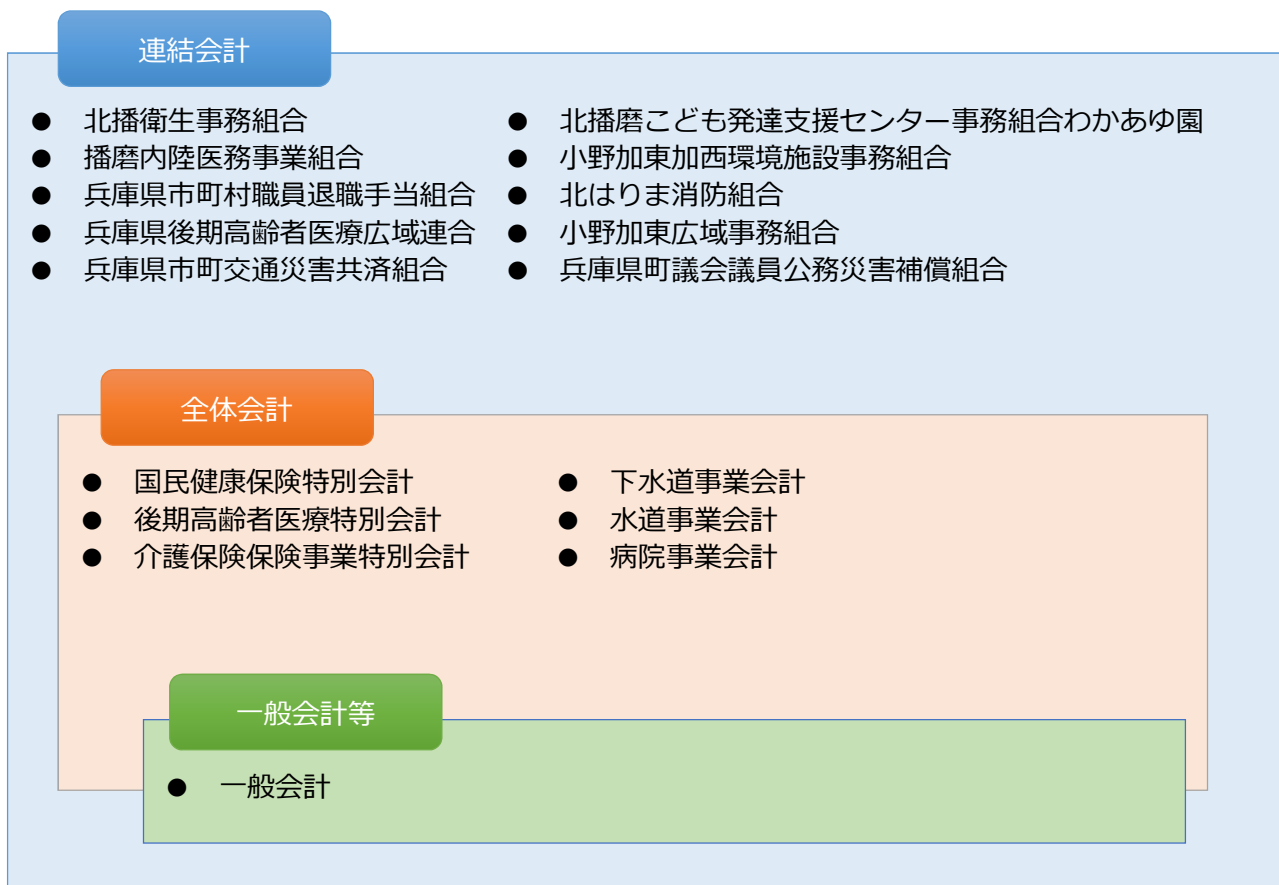 連結会計
● 北播衛生事務組合
● 播磨内陸医務事業組合
● 兵庫県市町村職員退職手当組合
● 兵庫県後期高齢者医療広域連合
● 兵庫県市町交通災害共済組合
● 北播磨こども発達支援センター事務組合わかあゆ園
● 小野加東加西環境施設事務組合
● 北はりま消防組合
● 小野加東広域事務組合
● 兵庫県町議会議員公務災害補償組合
全体会計
● 国民健康保険特別会計
● 後期高齢者医療特別会計
● 介護保険保険事業特別会計
● 下水道事業会計
● 水道事業会計
● 病院事業会計
一般会計等
● 一般会計